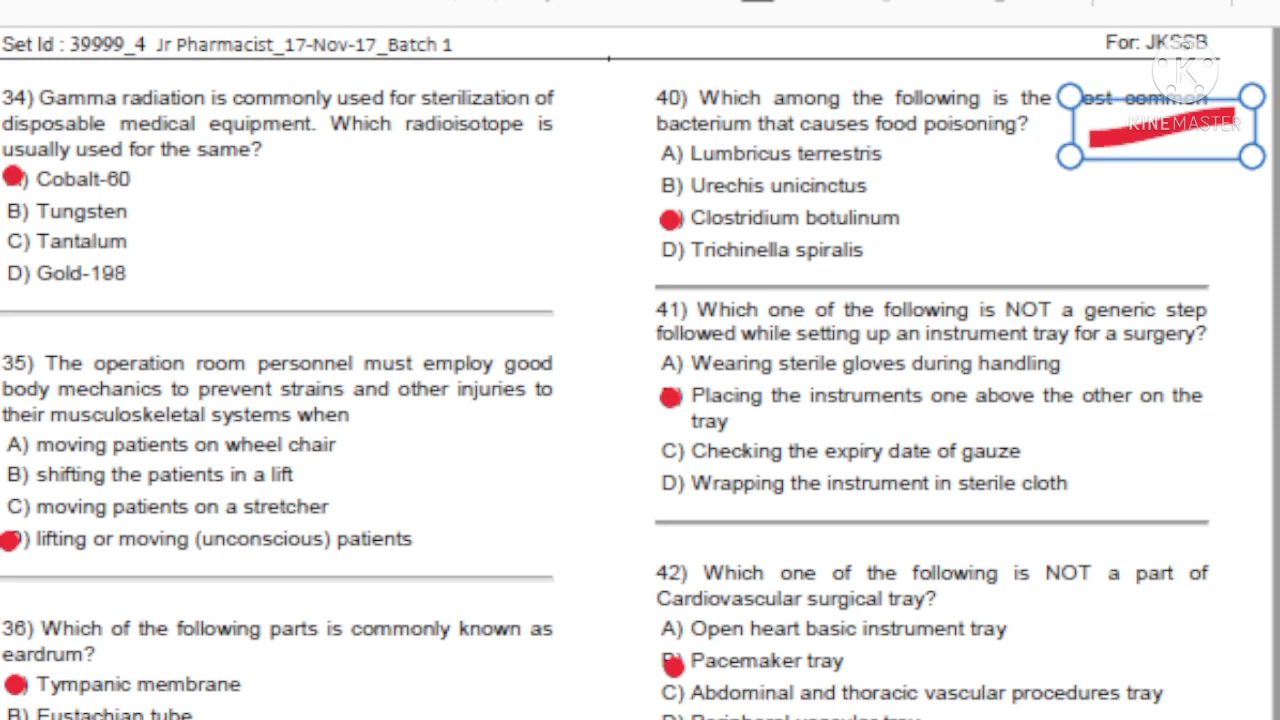 Set Id : 39999_4 Jr Pharmacist_17-Nov-17_Batch 1
For: JKSSB
34) Gamma radiation is commonly used for sterilization of
disposable medical equipment. Which radioisotope is
usually used for the same?
) Cobalt-60
B) Tungsten
C) Tantalum
D) Gold-198
35) The operation room personnel must employ good
body mechanics to prevent strains and other injuries to
their musculoskeletal systems when
A) moving patients on wheel chair
B) shifting the patients in a lift
C) moving patients on a stretcher
D) lifting or moving (unconscious) patients
36) Which of the following parts is commonly known as
eardrum?
) Tympanic membrane
B) Eustachian tube
40) Which among the following is the most common
bacterium that causes food poisoning?
A) Lumbricus terrestris
B) Urechis unicinctus
) Clostridium botulinum
D) Trichinella spiralis
41) Which one of the following is NOT a generic step
followed while setting up an instrument tray for a surgery?
A) Wearing sterile gloves during handling
Placing the instruments one above the other on the
tray
C) Checking the expiry date of gauze
D) Wrapping the instrument in sterile cloth
42) Which one of the following is NOT a part of
Cardiovascular surgical tray?
A) Open heart basic instrument tray
B) Pacemaker tray
C) Abdominal and thoracic vascular procedures tray
D) Peripheral vascular tray
K
KINEMASTER